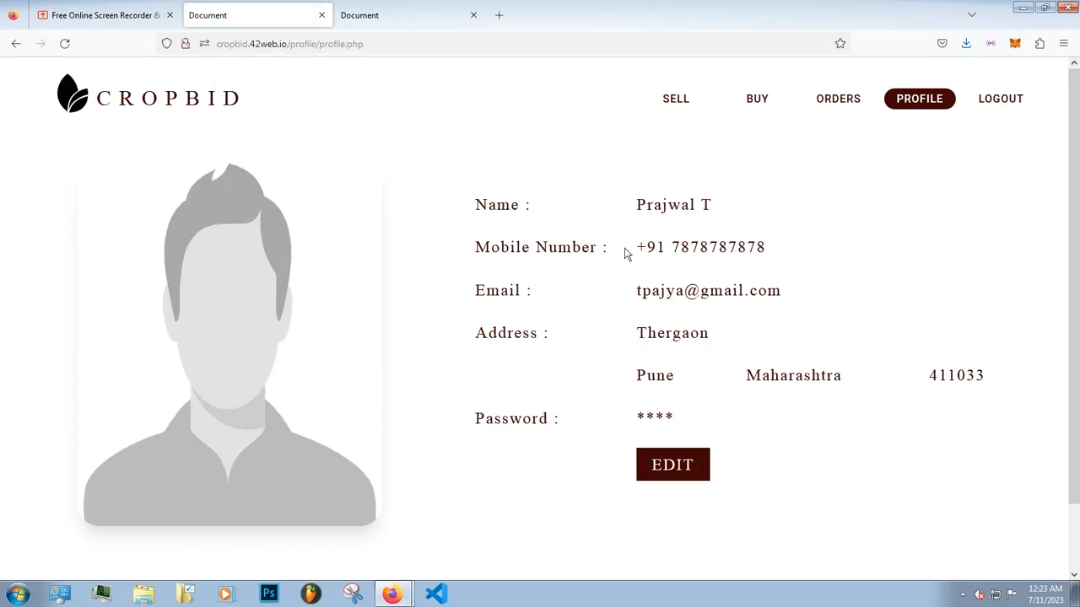 Free Online Screen Recorder &
Document
Document
cropbid.42web.io/profile/profile.php
CROPBID
SELL BUY ORDERS PROFILE LOGOUT
Name : Prajwal T
Mobile Number : +91 7878787878
Email : tpajya@gmail.com
Address : Thergaon
Pune Maharashtra 411033
Password : ****
EDIT
Ps
12:23 AM
7/11/2023